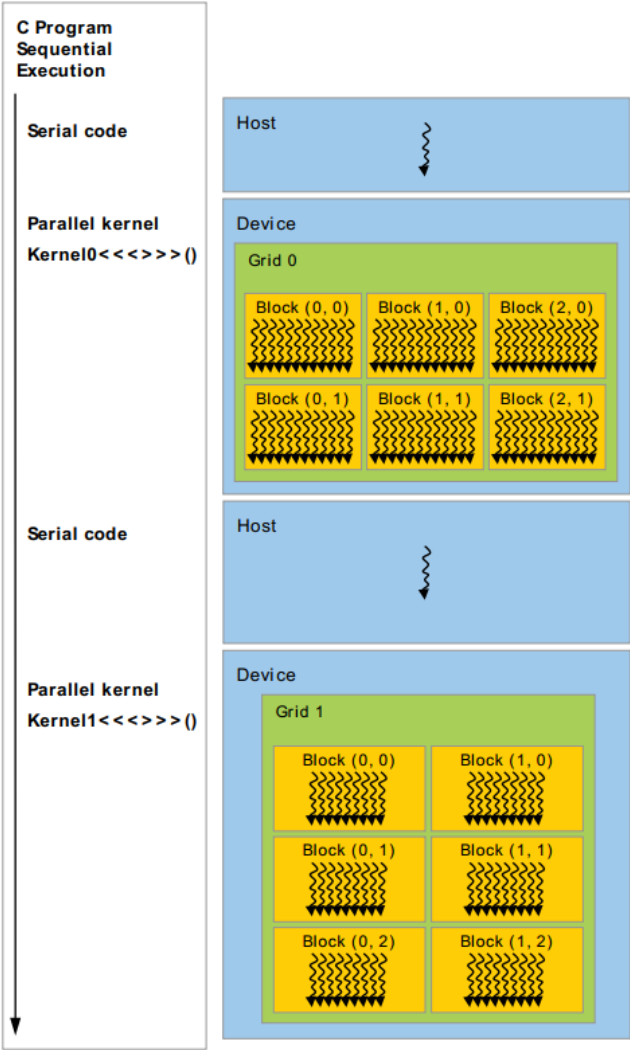 C Program
Sequential
Execution
Serial code
Host
Parallel kernel
Kernel0<<<>>>()
Device
Grid 0
Block (0, 0)
Block (1, 0)
Block (2, 0)
Block (0, 1)
Block (1, 1)
Block (2, 1)
Serial code
Host
Parallel kernel
Kernel1<<<>>>()
Device
Grid 1
Block (0, 0)
Block (1, 0)
Block (0, 1)
Block (1, 1)
Block (0, 2)
Block (1, 2)